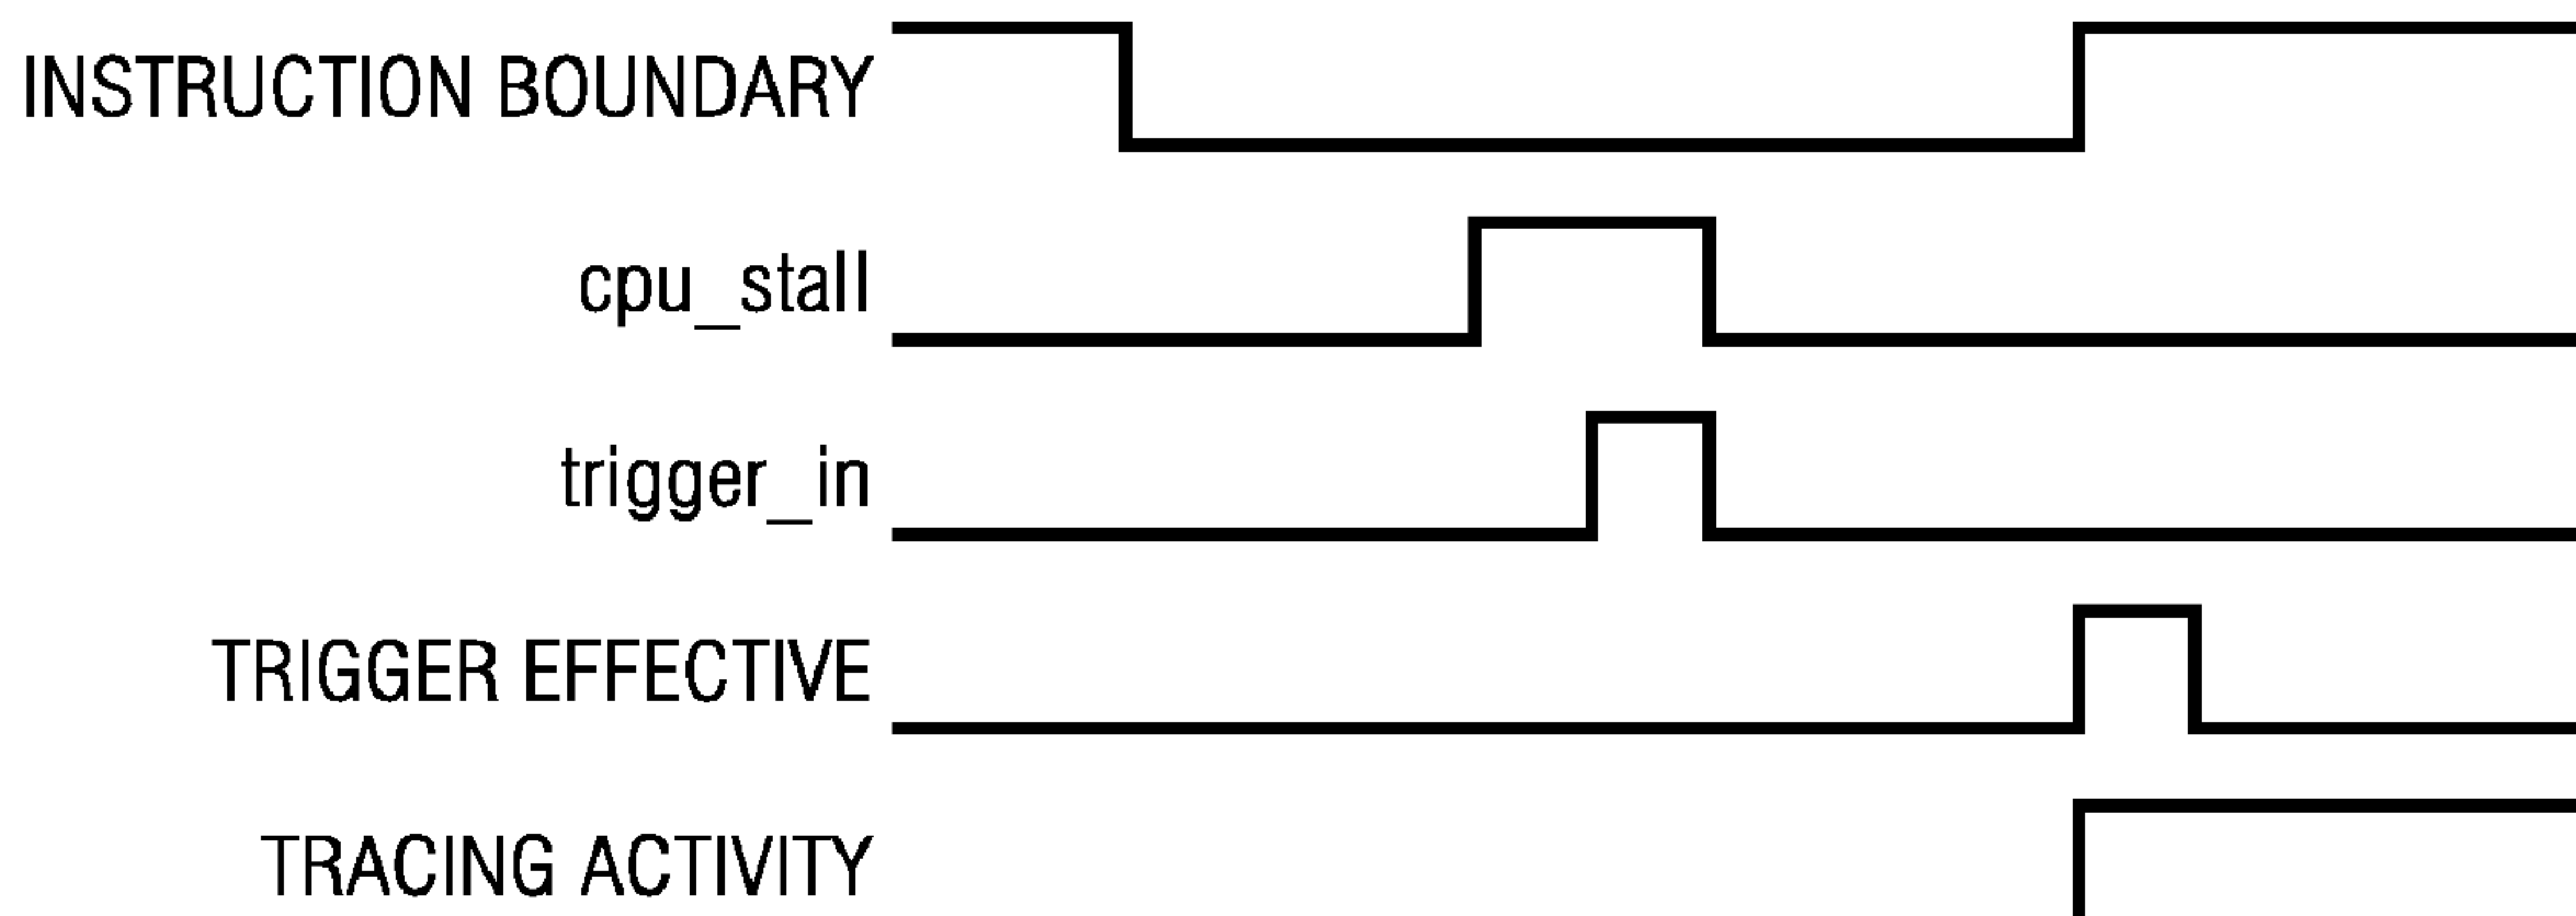 INSTRUCTION BOUNDARY
cpu_stall
trigger_in
TRIGGER EFFECTIVE
TRACING ACTIVITY